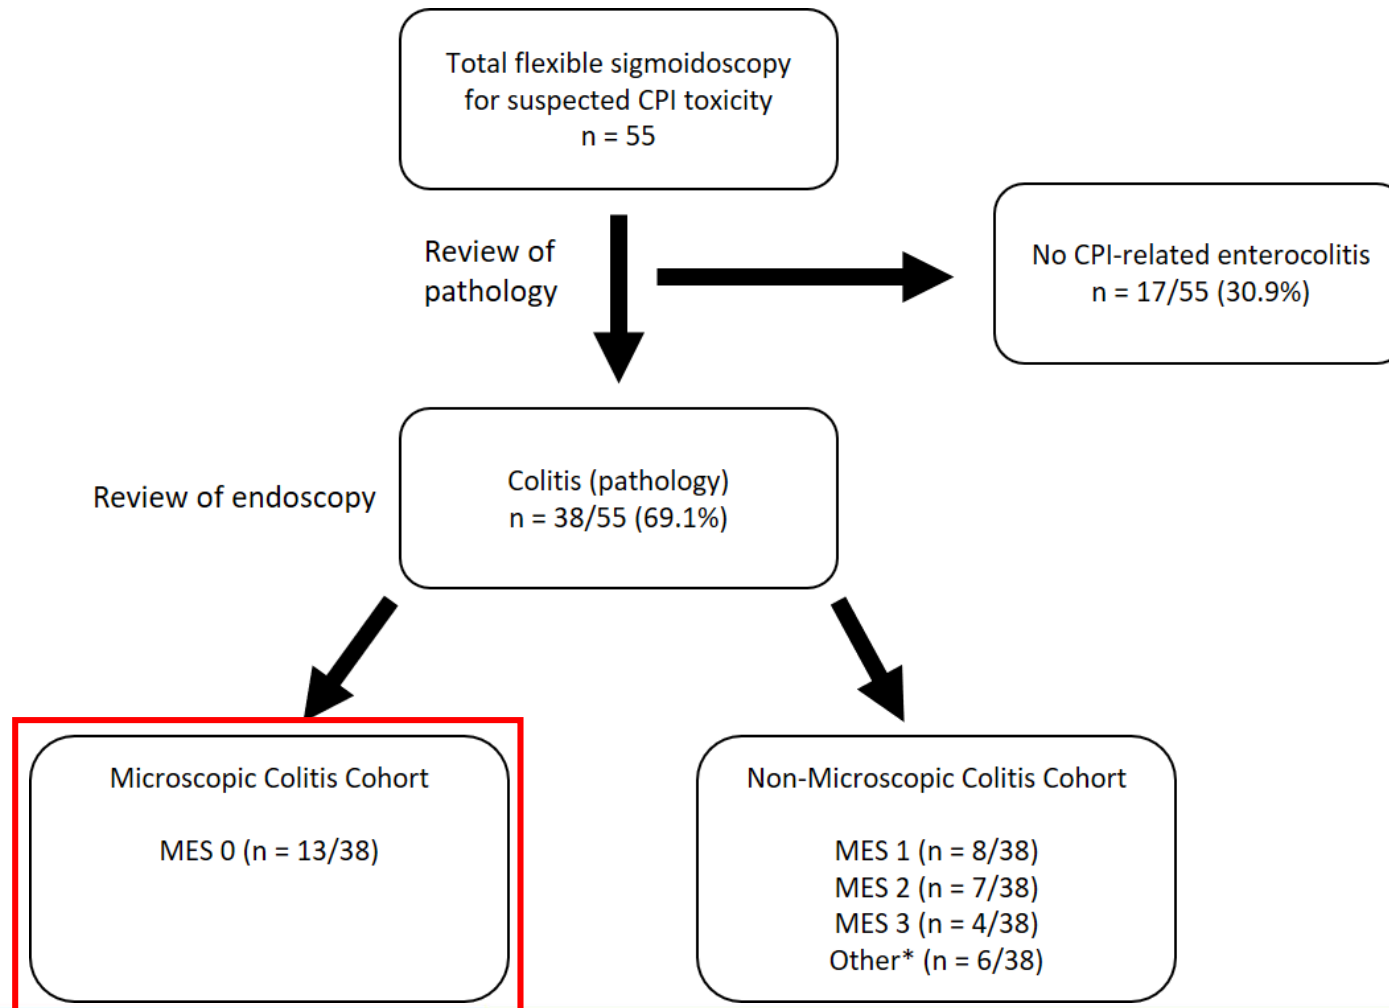 Total flexible sigmoidoscopy
for suspected CPI toxicity
n = 55
Review of
pathology
No CPI-related enterocolitis
n = 17/55 (30.9%)
Review of endoscopy
Colitis (pathology)
n = 38/55 (69.1%)
Microscopic Colitis Cohort
MES 0 (n = 13/38)
Non-Microscopic Colitis Cohort
MES 1 (n = 8/38)
MES 2 (n = 7/38)
MES 3 (n = 4/38)
Other* (n = 6/38)